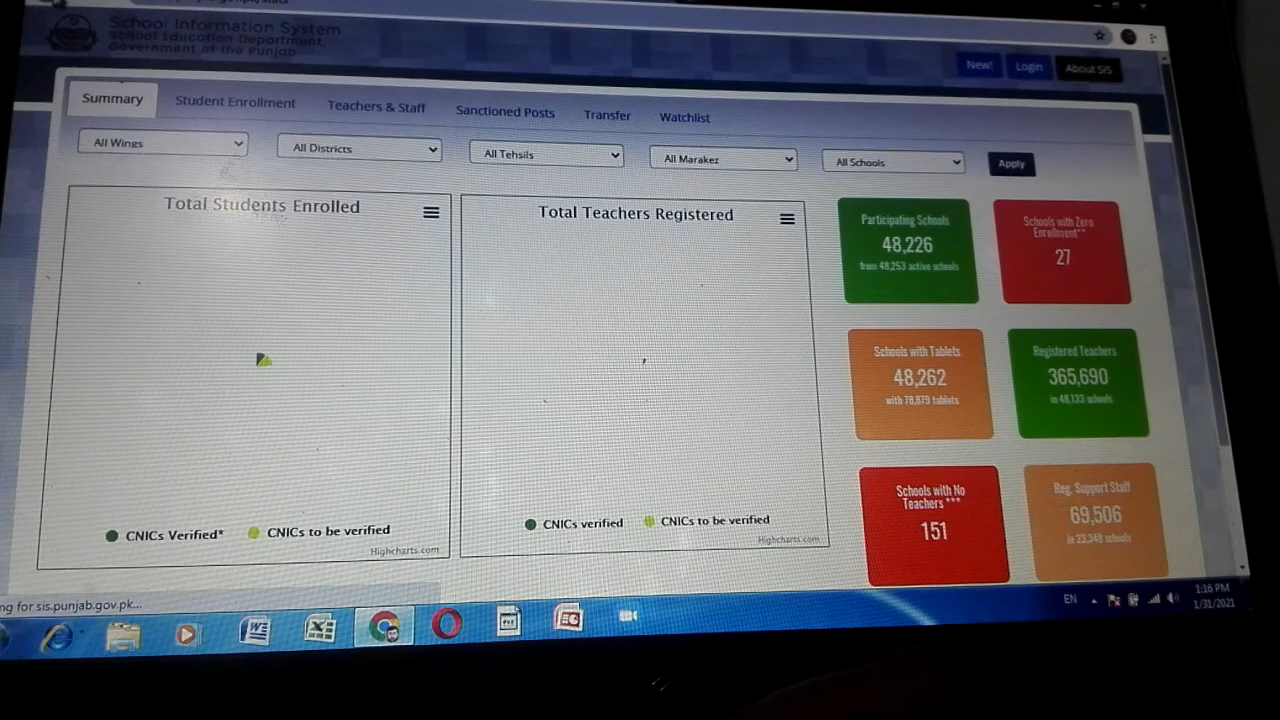 School Information System
School Education Department,
Government of the Punjab
New!
Login
About SiS
Summary
Student Enrollment
Teachers & Staff
Sanctioned Posts
Transfer
Watchlist
All Wings
All Districts
All Tehsils
All Marakez
All Schools
Apply
Total Students Enrolled
CNICs Verified*
CNICs to be verified
Highcharts.com
Total Teachers Registered
CNICs verified
CNICs to be verified
Highcharts.com
Participating Schools
48,226
from 48,253 active schools
Schools with Zero
Enrollment**
27
Schools with Tablets
48,262
with 78,879 tablets
Registered Teachers
365,690
in 48,133 schools
Schools with No
Teachers ***
151
Reg. Support Staff
69,506
in 23,348 schools
ng for sis.punjab.gov.pk...
EN
1:16 PM
1/31/2021